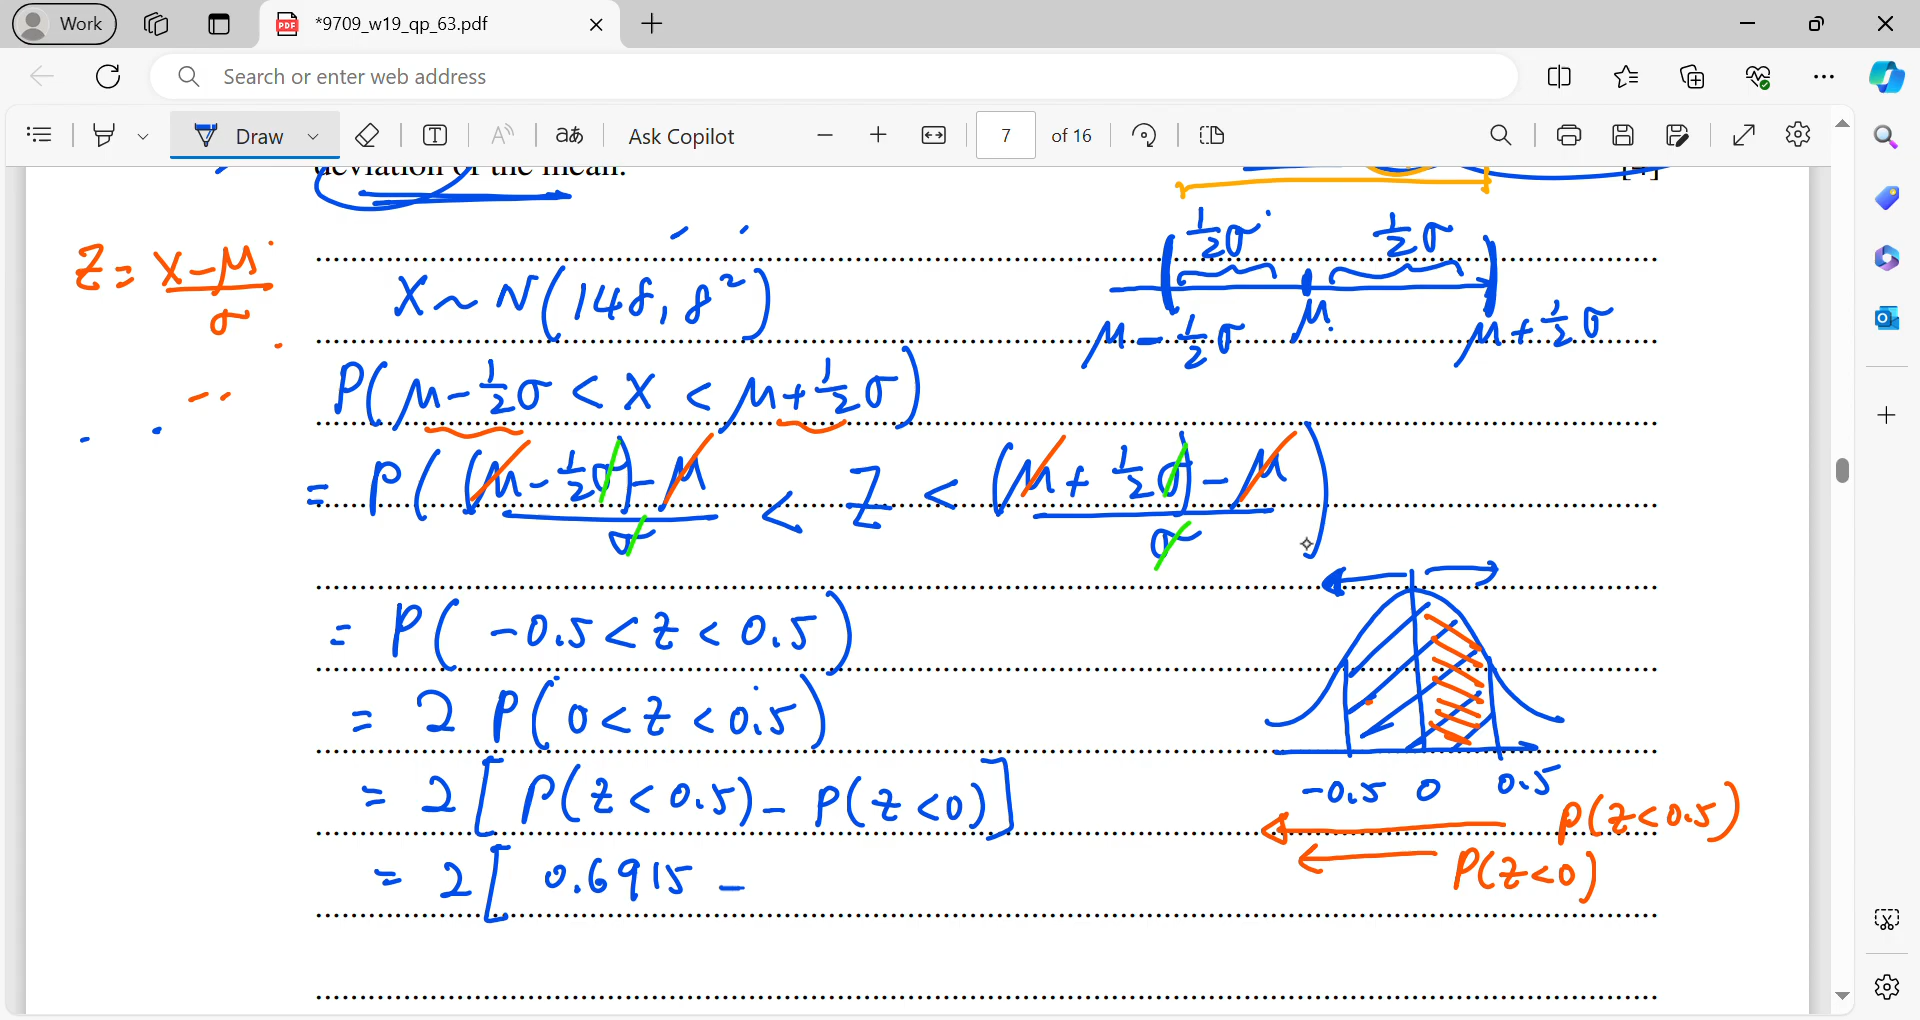 Work
*9709_w19_qp_63.pdf
Search or enter web address
Draw
Ask Copilot
7 of 16
deviation of the mean. [4]
Z = X-μ / σ
X ~ N(148, 8²)
½σ ½σ
μ - ½σ μ μ + ½σ
P(μ - ½σ < X < μ + ½σ)
= P( (μ - ½σ) - μ / σ < Z < (μ + ½σ) - μ / σ )
= P( -0.5 < Z < 0.5 )
= 2 P( 0 < Z < 0.5 )
= 2 [ P(Z < 0.5) - P(Z < 0) ]
-0.5 0 0.5
P(Z < 0.5)
P(Z < 0)
= 2 [ 0.6915 -